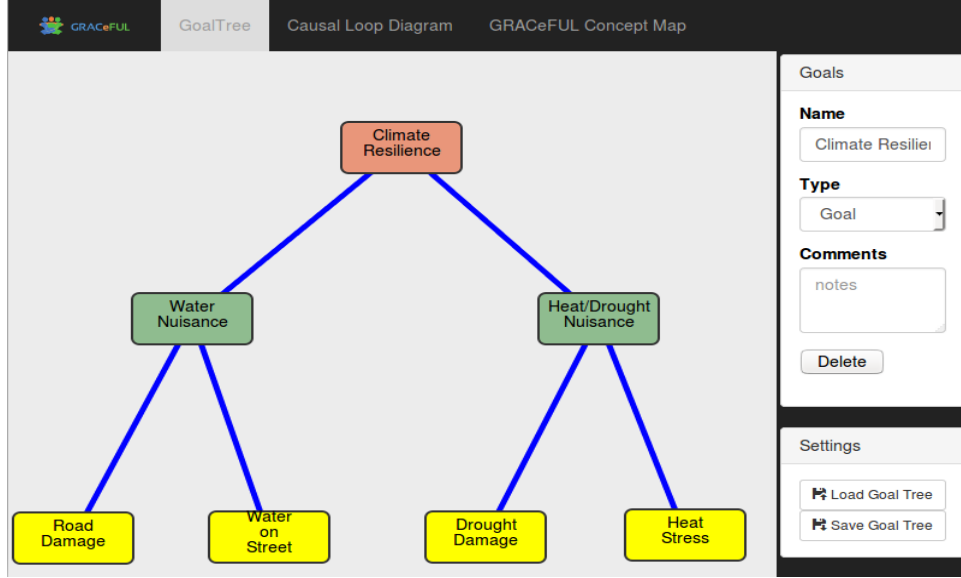 GRACeFUL
GoalTree
Causal Loop Diagram
GRACeFUL Concept Map
Climate
Resilience
Water
Nuisance
Heat/Drought
Nuisance
Road
Damage
Water
on
Street
Drought
Damage
Heat
Stress
Goals
Name
Climate Resilier
Type
Goal
Comments
notes
Delete
Settings
Load Goal Tree
Save Goal Tree